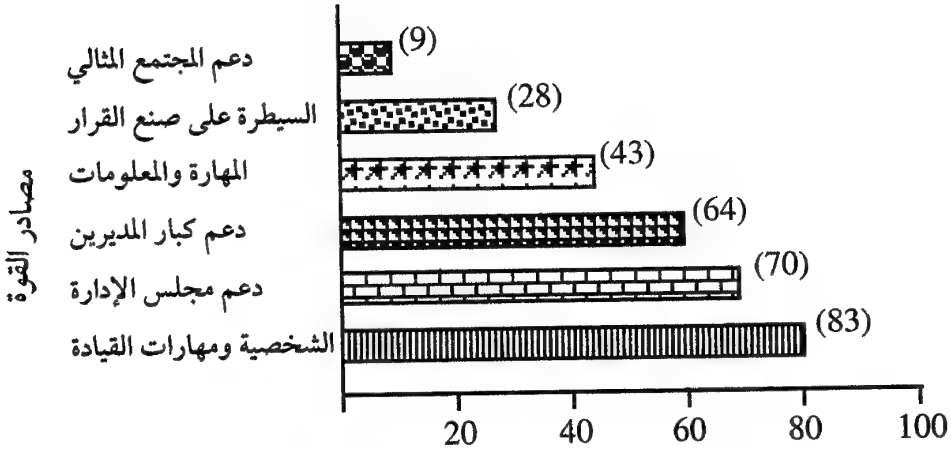 دعم المجتمع المثالي (9)
السيطرة على صنع القرار (28)
المهارة والمعلومات (43)
دعم كبار المديرين (64)
دعم مجلس الإدارة (70)
الشخصية ومهارات القيادة (83)
مصادر القوة
20 40 60 80 100